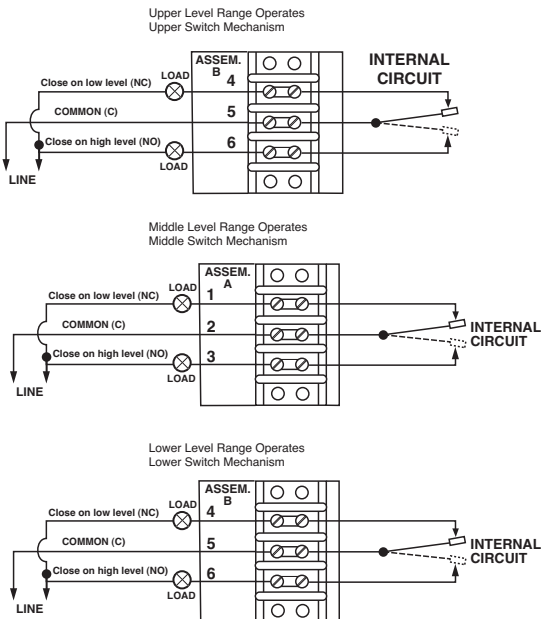 Upper Level Range Operates
Upper Switch Mechanism
ASSEM.
B
INTERNAL
CIRCUIT
Close on low level (NC)
LOAD
4
COMMON (C)
5
Close on high level (NO)
6
LOAD
LINE
Middle Level Range Operates
Middle Switch Mechanism
ASSEM.
A
Close on low level (NC)
LOAD
1
COMMON (C)
2
INTERNAL
CIRCUIT
Close on high level (NO)
3
LOAD
LINE
Lower Level Range Operates
Lower Switch Mechanism
ASSEM.
B
Close on low level (NC)
LOAD
4
COMMON (C)
5
INTERNAL
CIRCUIT
Close on high level (NO)
6
LOAD
LINE